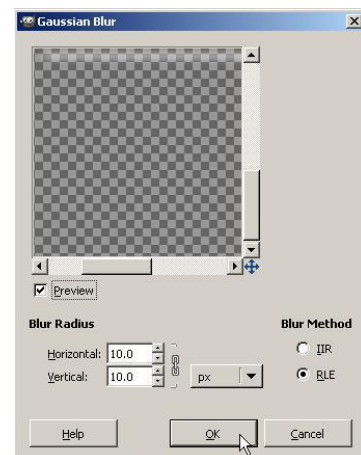 Gaussian Blur
Preview
Blur Radius
Blur Method
Horizontal: 10.0
IIR
Vertical: 10.0
px
RLE
Help
OK
Cancel